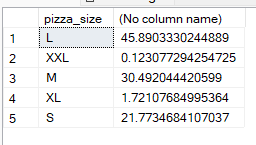 pizza_size (No column name)
1 L 45.8903330244889
2 XXL 0.123077294254725
3 M 30.492044420599
4 XL 1.72107684995364
5 S 21.7734684107037